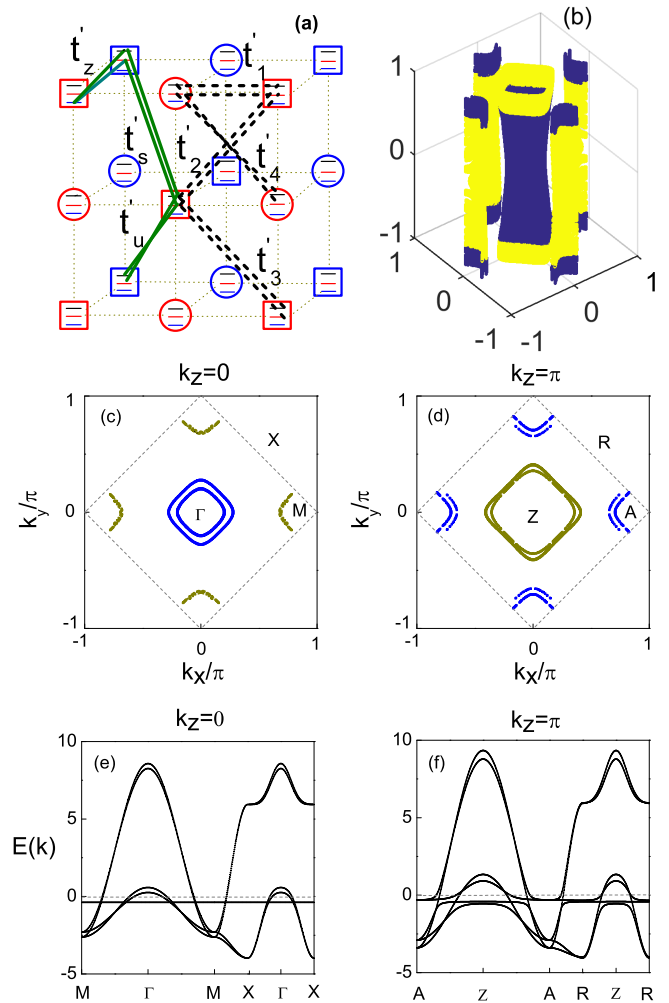 (a)
t'z
t's
t'u
t'1
t'2
t'4
t'3
(b)
1
0
-1
1
0
-1
-1
0
1
kz=0
(c)
X
Γ
M
1
0
-1
-1
0
1
ky/π
kx/π
kz=π
(d)
R
Z
A
1
0
-1
-1
0
1
ky/π
kx/π
kz=0
(e)
10
5
0
-5
E(k)
M Γ M X Γ X
kz=π
(f)
10
5
0
-5
A Z A R Z R